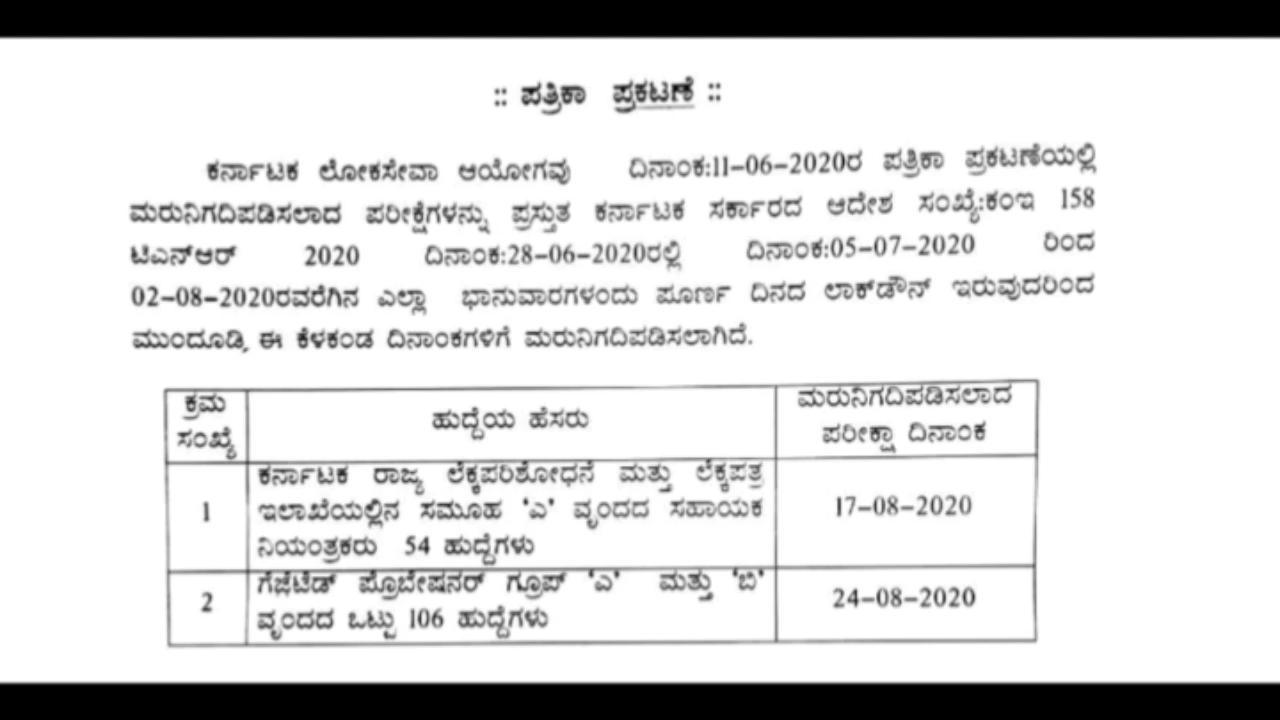 :: ಪತ್ರಿಕಾ ಪ್ರಕಟಣೆ ::
ಕರ್ನಾಟಕ ಲೋಕಸೇವಾ ಆಯೋಗವು ದಿನಾಂಕ:11-06-2020ರ ಪತ್ರಿಕಾ ಪ್ರಕಟಣೆಯಲ್ಲಿ
ಮರುನಿಗದಿಪಡಿಸಲಾದ ಪರೀಕ್ಷೆಗಳನ್ನು ಪ್ರಸ್ತುತ ಕರ್ನಾಟಕ ಸರ್ಕಾರದ ಆದೇಶ ಸಂಖ್ಯೆ:ಕಂಇ 158
ಟಿಎನ್ಆರ್ 2020 ದಿನಾಂಕ:28-06-2020ರಲ್ಲಿ ದಿನಾಂಕ:05-07-2020 ರಿಂದ
02-08-2020ರವರೆಗಿನ ಎಲ್ಲಾ ಭಾನುವಾರಗಳಂದು ಪೂರ್ಣ ದಿನದ ಲಾಕ್‌ಡೌನ್ ಇರುವುದರಿಂದ
ಮುಂದೂಡಿ, ಈ ಕೆಳಕಂಡ ದಿನಾಂಕಗಳಿಗೆ ಮರುನಿಗದಿಪಡಿಸಲಾಗಿದೆ.
ಕ್ರಮ ಸಂಖ್ಯೆ ಹುದ್ದೆಯ ಹೆಸರು ಮರುನಿಗದಿಪಡಿಸಲಾದ ಪರೀಕ್ಷಾ ದಿನಾಂಕ
ಕರ್ನಾಟಕ ರಾಜ್ಯ ಲೆಕ್ಕಪರಿಶೋಧನೆ ಮತ್ತು ಲೆಕ್ಕಪತ್ರ
1 ಇಲಾಖೆಯಲ್ಲಿನ ಸಮೂಹ 'ಎ' ವೃಂದದ ಸಹಾಯಕ 17-08-2020
ನಿಯಂತ್ರಕರು 54 ಹುದ್ದೆಗಳು
ಗೆಜೆಟೆಡ್ ಪ್ರೊಬೇಷನರ್ ಗ್ರೂಪ್ 'ಎ' ಮತ್ತು 'ಬಿ'
2 ವೃಂದದ ಒಟ್ಟು 106 ಹುದ್ದೆಗಳು 24-08-2020